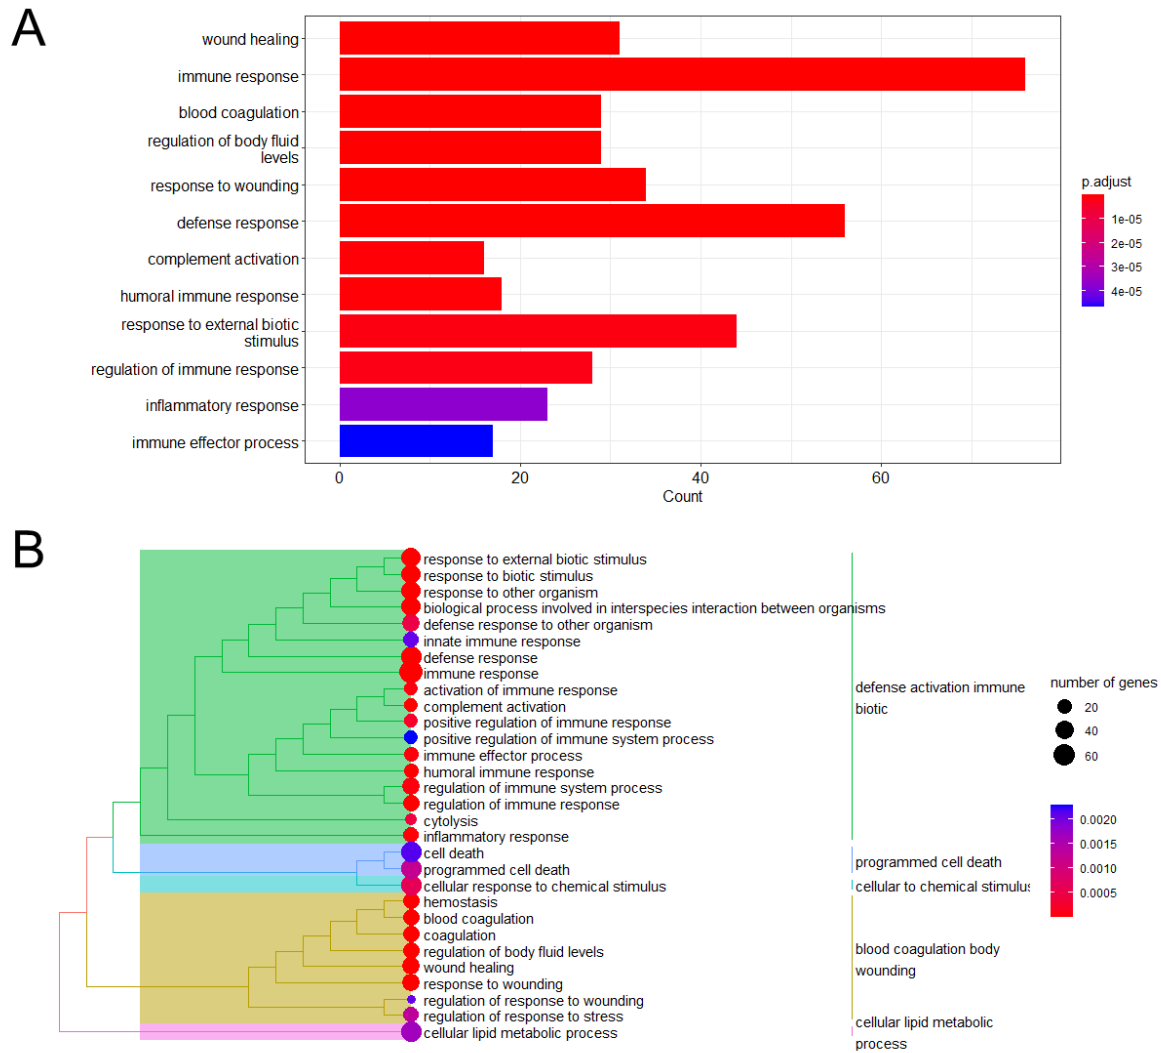 A
wound healing
immune response
blood coagulation
regulation of body fluid
levels
response to wounding
defense response
complement activation
humoral immune response
response to external biotic
stimulus
regulation of immune response
inflammatory response
immune effector process
0
20
40
60
Count
p.adjust
1e-05
2e-05
3e-05
4e-05
B
response to external biotic stimulus
response to biotic stimulus
response to other organism
biological process involved in interspecies interaction between organisms
defense response to other organism
innate immune response
defense response
immune response
activation of immune response
complement activation
positive regulation of immune response
positive regulation of immune system process
immune effector process
humoral immune response
regulation of immune system process
regulation of immune response
cytolysis
inflammatory response
cell death
programmed cell death
cellular response to chemical stimulus
hemostasis
blood coagulation
coagulation
regulation of body fluid levels
wound healing
response to wounding
regulation of response to wounding
regulation of response to stress
cellular lipid metabolic process
defense activation immune
biotic
programmed cell death
cellular to chemical stimulus
blood coagulation body
wounding
cellular lipid metabolic
process
number of genes
20
40
60
0.0020
0.0015
0.0010
0.0005